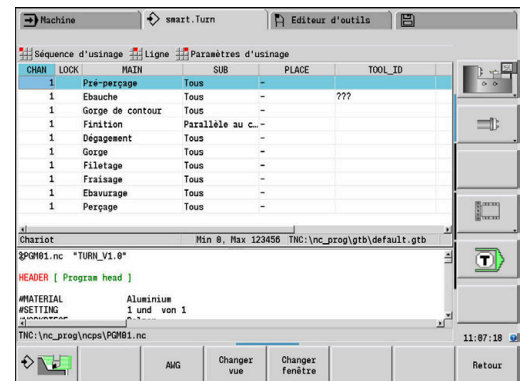 Machine smart.Turn Editeur d'outils
Séquence d'usinage Ligne Paramètres d'usinage
CHAN LOCK MAIN SUB PLACE TOOL_ID
1 Pré-perçage Tous -
1 Ebauche Tous - ???
1 Gorge de contour Tous -
1 Finition Parallèle au c… -
1 Dégagement Tous -
1 Gorge Tous -
1 Filetage Tous -
1 Fraisage Tous -
1 Ebavurage Tous -
1 Perçage Tous -
Chariot Min 0, Max 123456 TNC:\nc_prog\gtb\default.gtb
%PGM01.nc "TURN_V1.0"
HEADER [ Program head ]
#MATERIAL Aluminium
#SETTING 1 und von 1
TNC:\nc_prog\ncps\PGM01.nc
T
11:07:18
AWG Changer vue Changer fenêtre Retour